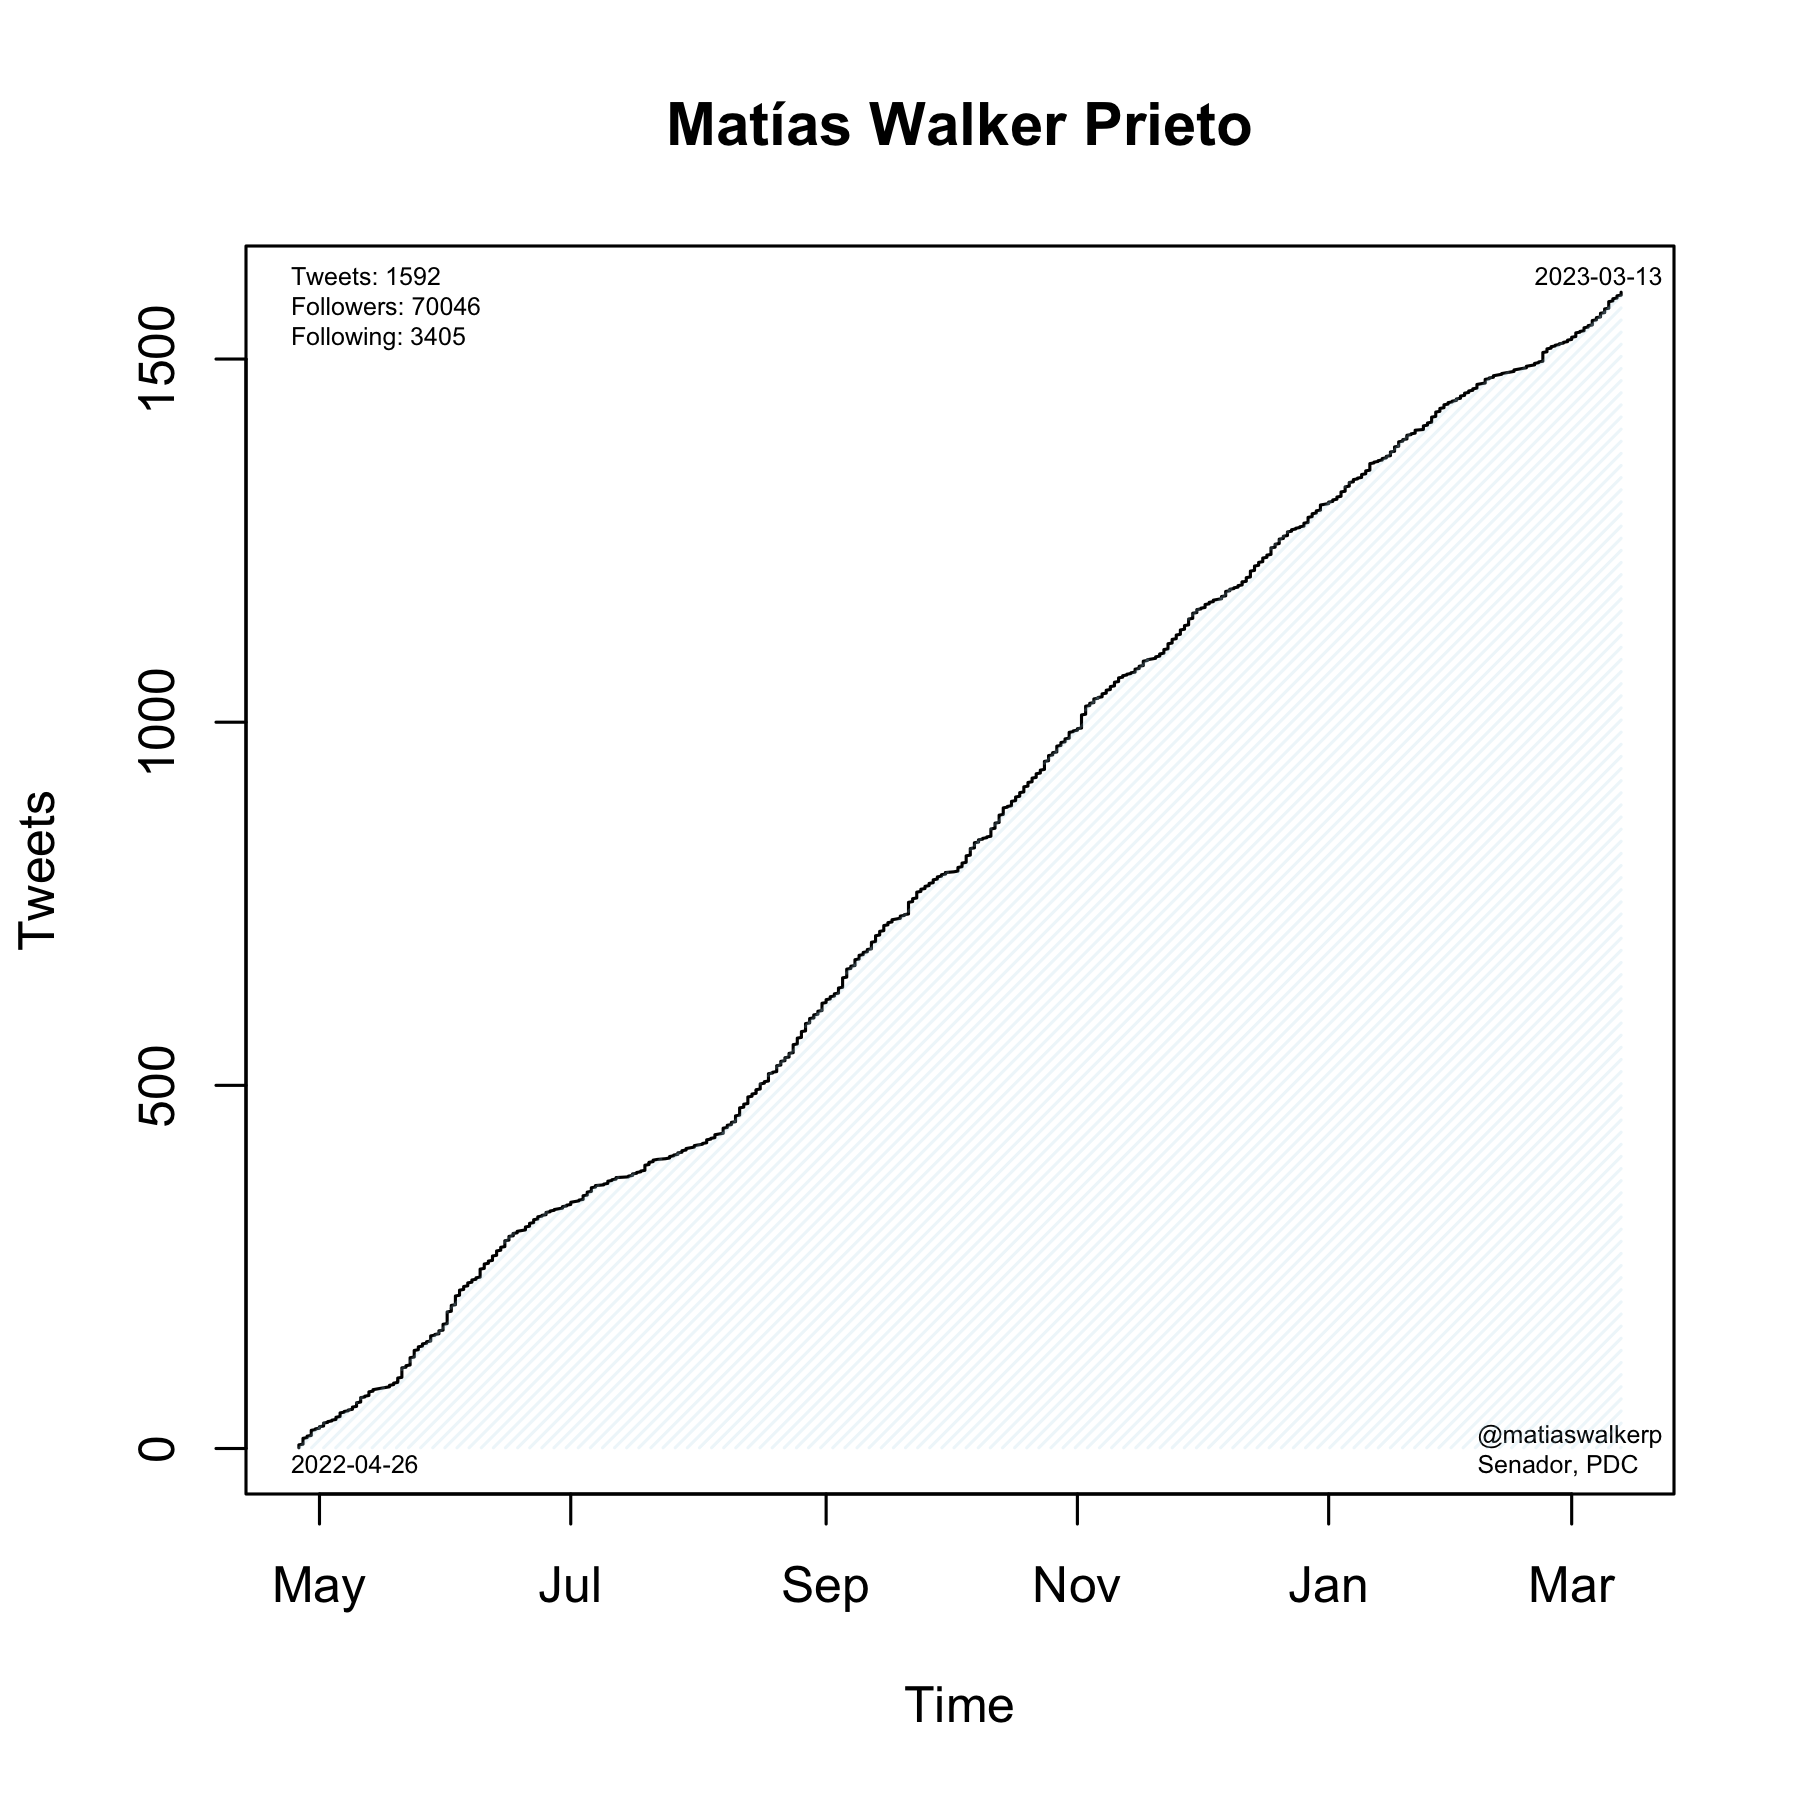 Matías Walker Prieto
Tweets: 1592
Followers: 70046
Following: 3405
2023-03-13
1500
1000
500
0
Tweets
2022-04-26
@matiaswalkerp
Senador, PDC
May Jul Sep Nov Jan Mar
Time